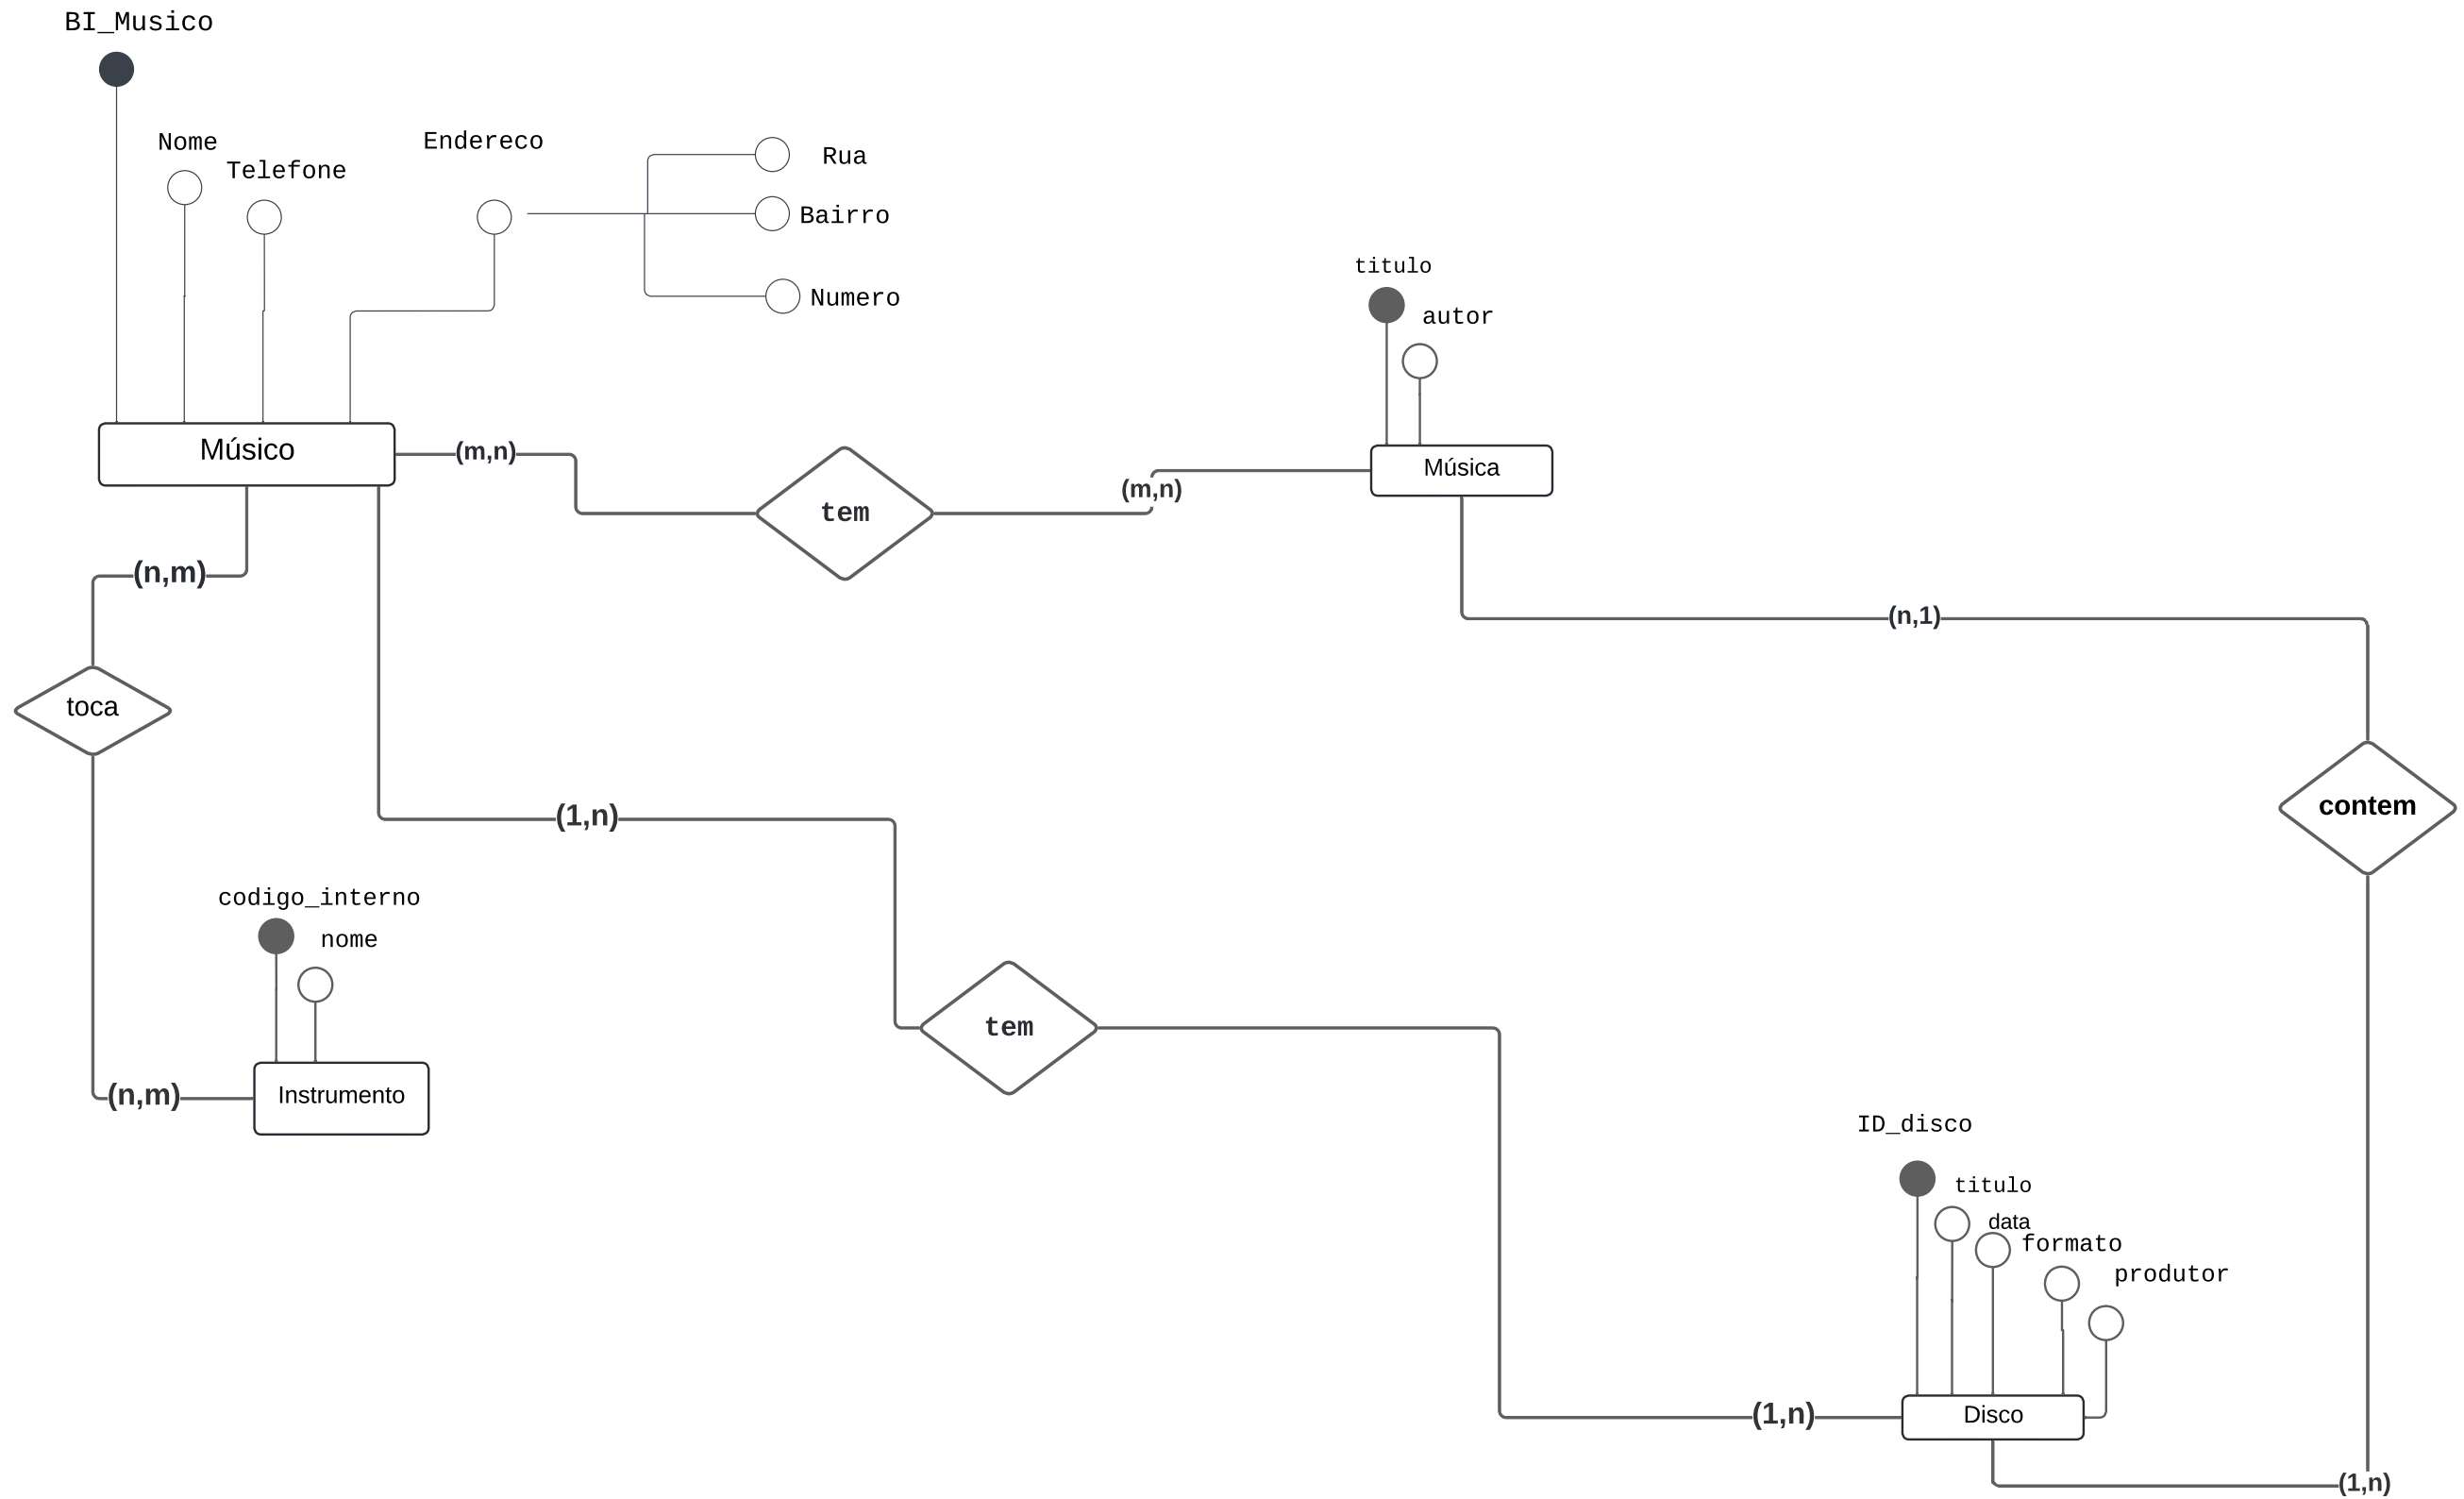 BI_Musico
Nome
Telefone
Endereco
Rua
Bairro
Numero
titulo
autor
Músico
(m,n)
tem
(m,n)
Música
(n,m)
(n,1)
toca
contem
(1,n)
codigo_interno
nome
tem
Instrumento
(n,m)
ID_disco
titulo
data
formato
produtor
(1,n)
Disco
(1,n)